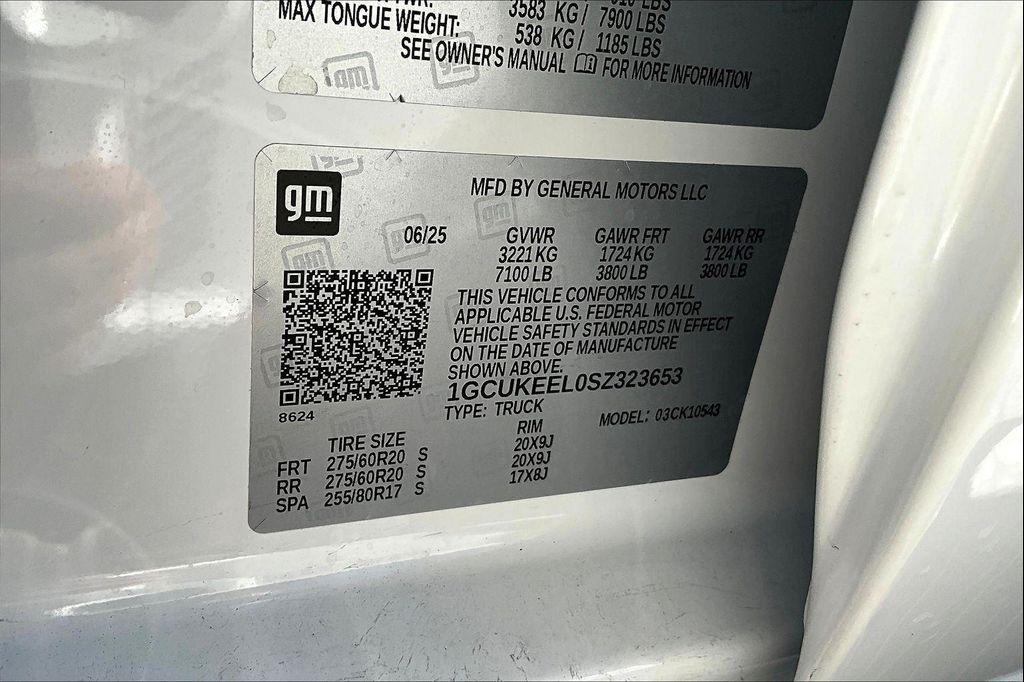 3583 KG / 7900 LBS
MAX TONGUE WEIGHT: 538 KG / 1185 LBS
SEE OWNER'S MANUAL FOR MORE INFORMATION
gm
gm
gm
MFD BY GENERAL MOTORS LLC
06/25 GVWR GAWR FRT GAWR RR
3221 KG 1724 KG 1724 KG
7100 LB 3800 LB 3800 LB
THIS VEHICLE CONFORMS TO ALL
APPLICABLE U.S. FEDERAL MOTOR
VEHICLE SAFETY STANDARDS IN EFFECT
ON THE DATE OF MANUFACTURE
SHOWN ABOVE.
1GCUKEEL0SZ323653
8624
TYPE: TRUCK MODEL: 03CK10543
TIRE SIZE RIM
FRT 275/60R20 S 20X9J
RR 275/60R20 S 20X9J
SPA 255/80R17 S 17X8J